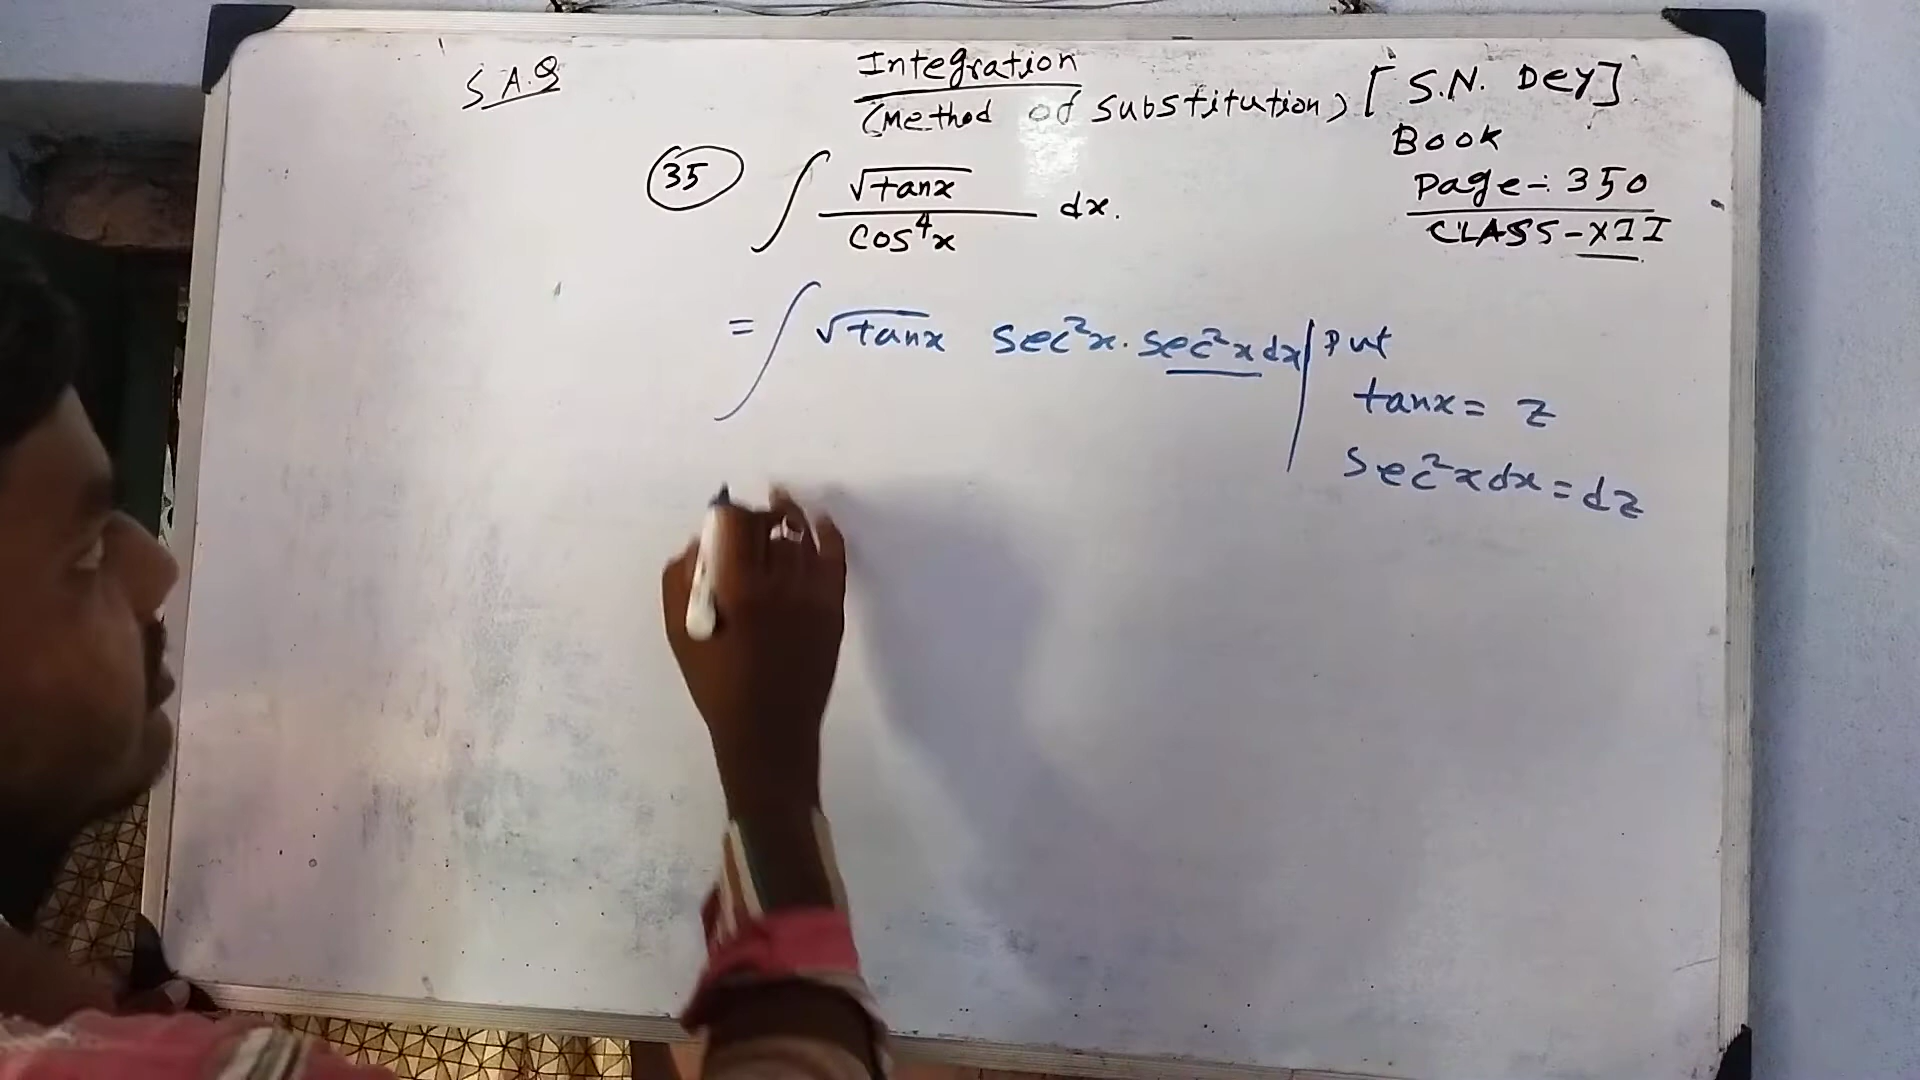 S.A.Q
Integration
(Method of Substitution)
[S.N. DEY]
Book
Page-: 350
CLASS-XII
35 ∫ √tanx / cos⁴x dx.
= ∫ √tanx sec²x. sec²x dx | Put
tanx = z
sec²x dx = dz